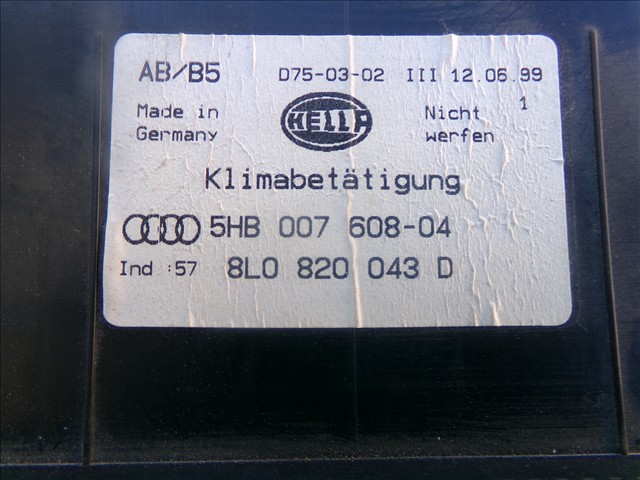 AB/B5 D75-03-02 III 12.06.99
Made in Germany
HELLA
Nicht werfen 1
Klimabetätigung
5HB 007 608-04
Ind :57 8L0 820 043 D